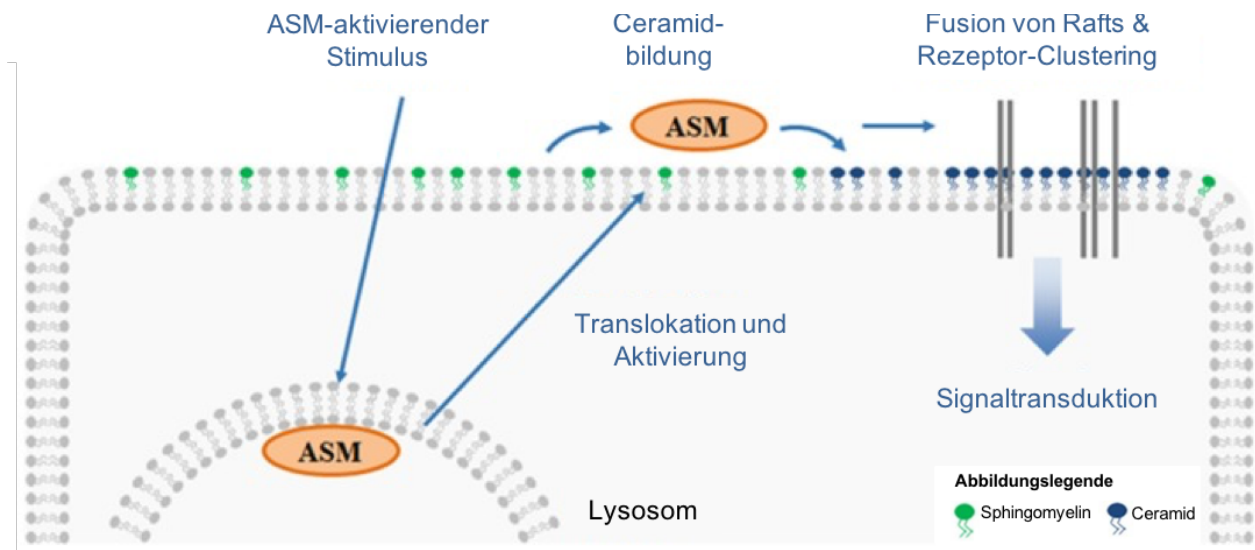 ASM-aktivierender
Stimulus
Ceramid-
bildung
Fusion von Rafts &
Rezeptor-Clustering
ASM
Translokation und
Aktivierung
Signaltransduktion
ASM
Lysosom
Abbildungslegende
Sphingomyelin
Ceramid